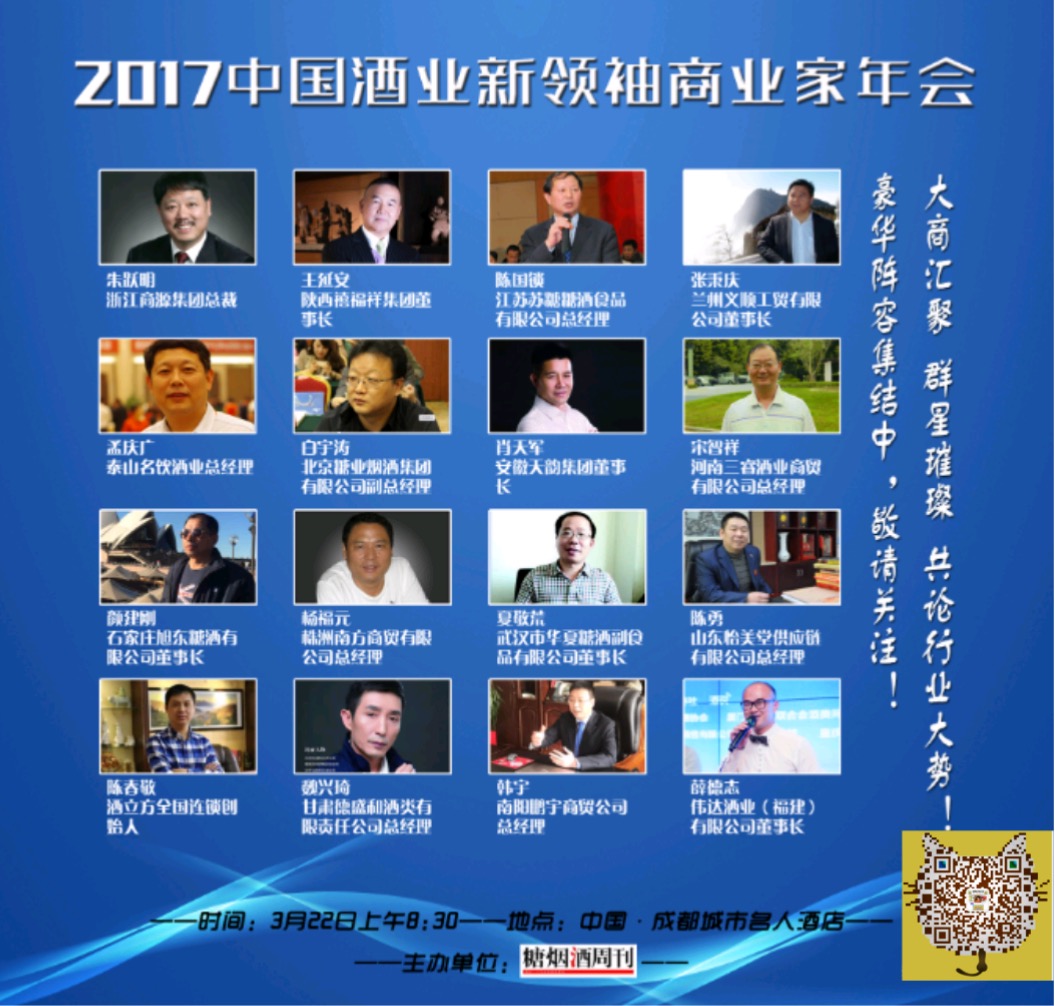 2017中国酒业新领袖商业家年会
朱跃明
浙江商源集团总裁
王延安
陕西禧福祥集团董
事长
陈国锁
江苏苏糖糖酒食品
有限公司总经理
张秉庆
兰州义顺工贸有限
公司董事长
孟庆广
泰山名饮酒业总经理
白宇涛
北京糖业烟酒集团
有限公司副总经理
肖天军
安徽天韵集团董事
长
宋智祥
河南三睿酒业商贸
有限公司总经理
颜建刚
石家庄旭东糖酒有
限公司董事长
杨福元
株洲南方商贸有限
公司总经理
夏敬荒
武汉市华夏糖酒副食
品有限公司董事长
陈勇
山东怡美堂供应链
有限公司总经理
陈春敬
酒立方全国连锁创
始人
魏兴琦
甘肃德盛和酒类有
限责任公司总经理
韩宇
南阳鹏宇商贸公司
总经理
薛德志
伟达酒业（福建）
有限公司董事长
大商汇聚 群星璀璨 共论行业大势！
豪华阵容集结中，敬请关注！
——时间：3月22日上午8:30——地点：中国·成都城市名人酒店——
——主办单位：糖烟酒周刊——